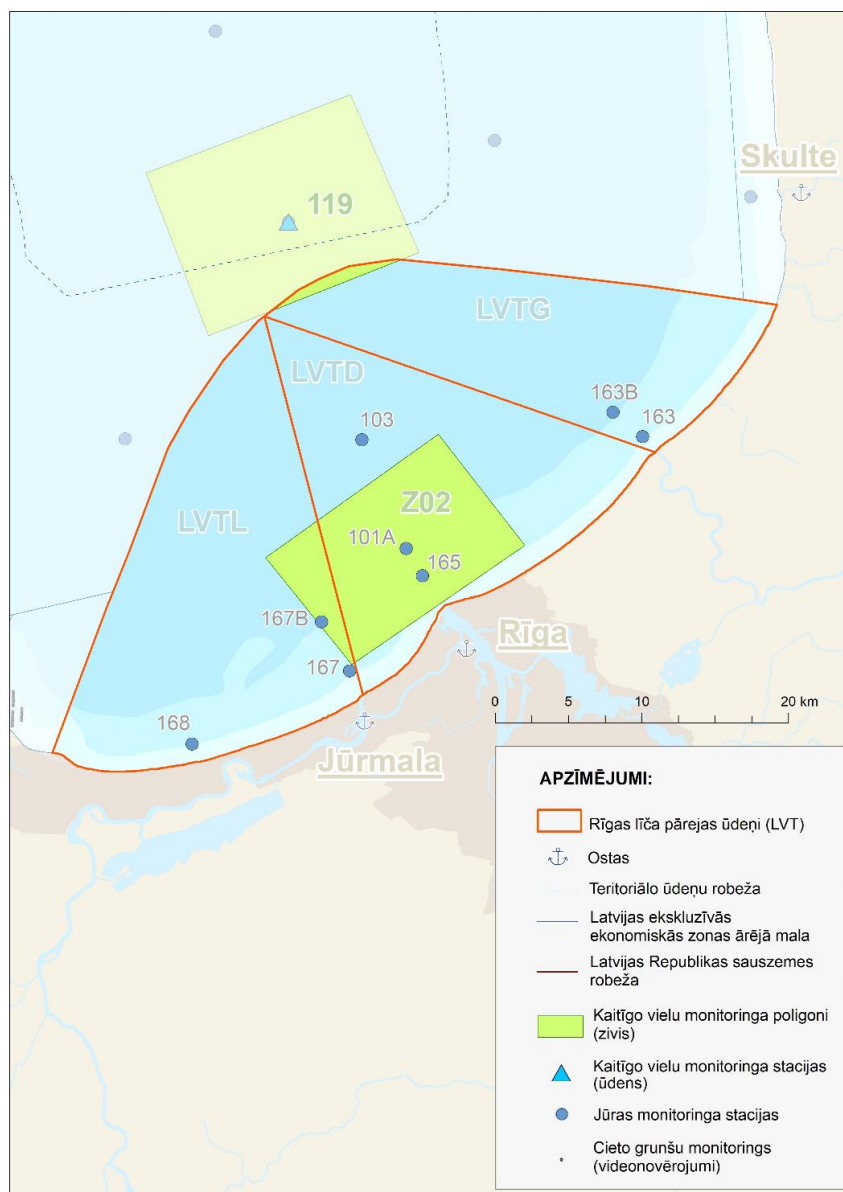 Skulte
119
LVTG
LVTD
163B
163
103
Z02
LVTL
101A
165
167B
Rīga
167
0 5 10 20 km
168
Jūrmala
APZĪMĒJUMI:
Rīgas līča pārejas ūdeņi (LVT)
Ostas
Teritoriālo ūdeņu robeža
Latvijas ekskluzīvās
ekonomiskās zonas ārējā mala
Latvijas Republikas sauszemes
robeža
Kaitīgo vielu monitoringa poligoni
(zivis)
Kaitīgo vielu monitoringa stacijas
(ūdens)
Jūras monitoringa stacijas
Cieto grunšu monitorings
(videonovērojumi)